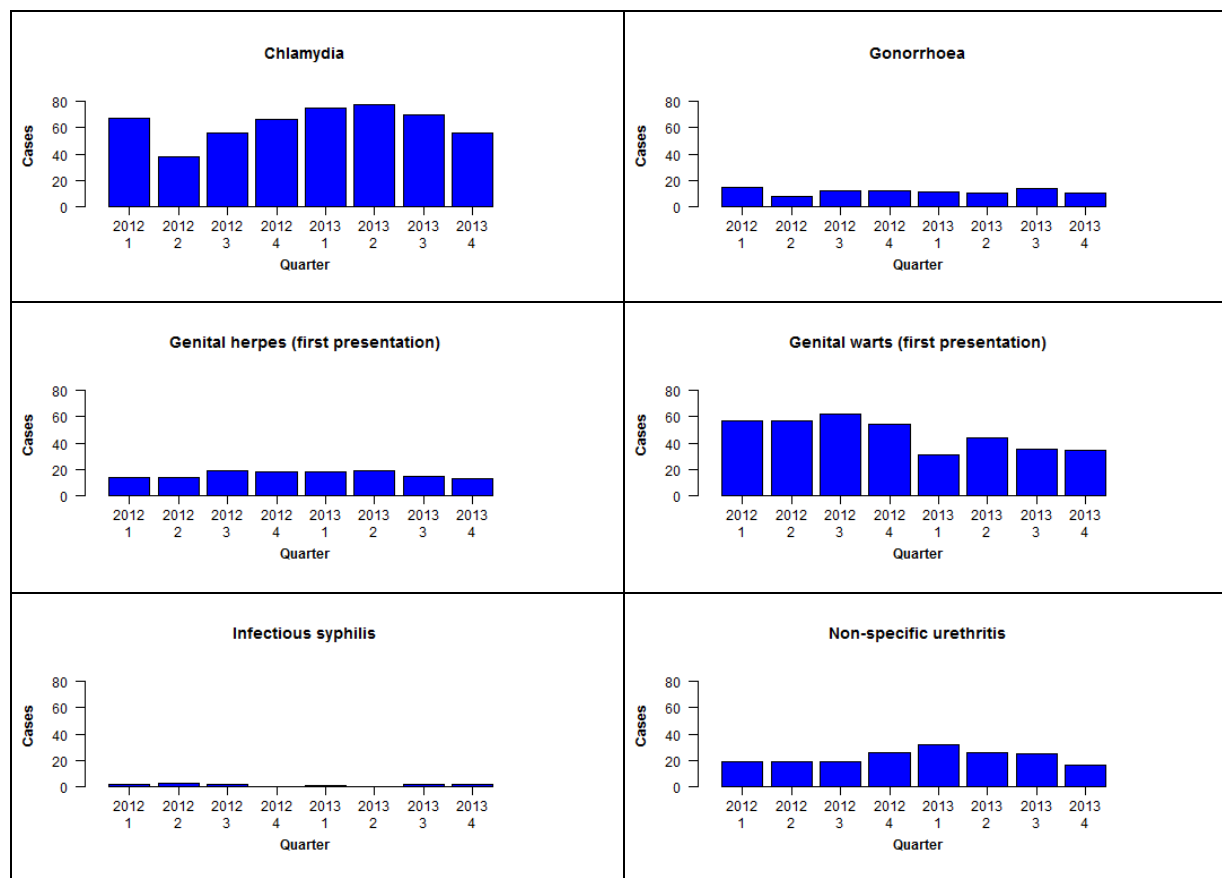 Chlamydia
80
60
40
20
0
Cases
2012 2012 2012 2012 2013 2013 2013 2013
1 2 3 4 1 2 3 4
Quarter
Gonorrhoea
80
60
40
20
0
Cases
2012 2012 2012 2012 2013 2013 2013 2013
1 2 3 4 1 2 3 4
Quarter
Genital herpes (first presentation)
80
60
40
20
0
Cases
2012 2012 2012 2012 2013 2013 2013 2013
1 2 3 4 1 2 3 4
Quarter
Genital warts (first presentation)
80
60
40
20
0
Cases
2012 2012 2012 2012 2013 2013 2013 2013
1 2 3 4 1 2 3 4
Quarter
Infectious syphilis
80
60
40
20
0
Cases
2012 2012 2012 2012 2013 2013 2013 2013
1 2 3 4 1 2 3 4
Quarter
Non-specific urethritis
80
60
40
20
0
Cases
2012 2012 2012 2012 2013 2013 2013 2013
1 2 3 4 1 2 3 4
Quarter